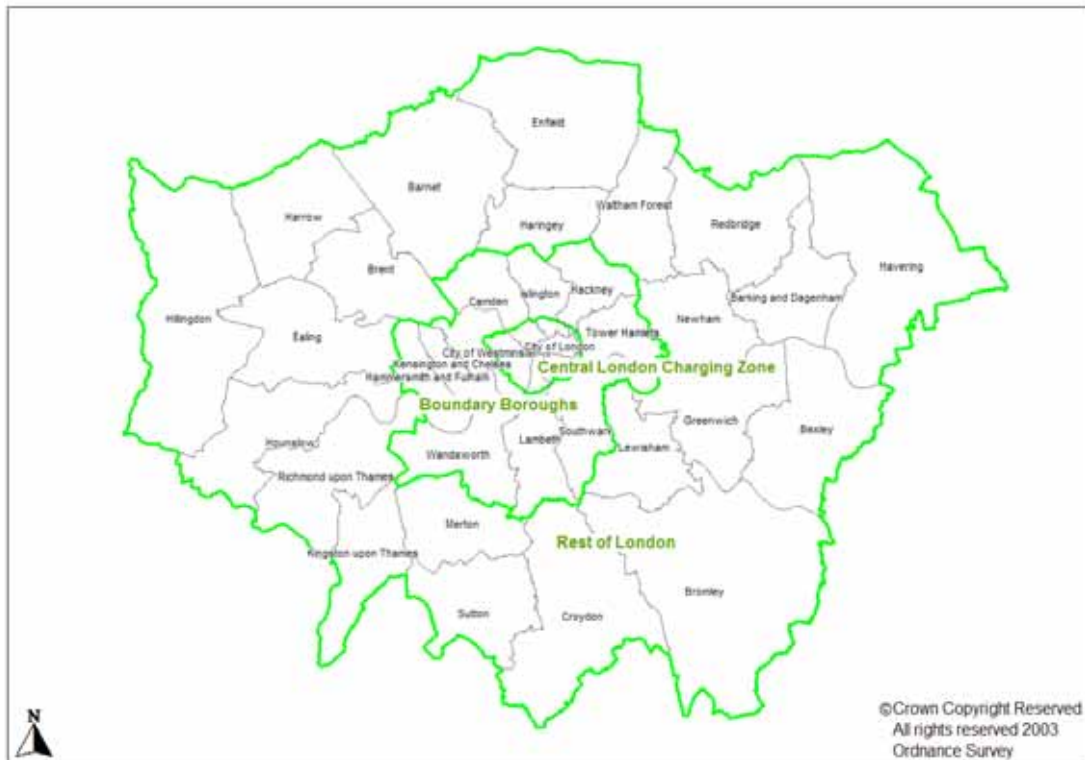 Enfield
Barnet
Waltham Forest
Harrow
Haringey
Redbridge
Brent
Havering
Hackney
Islington
Camden
Barking and Dagenham
Hillingdon
Newham
Ealing
Tower Hamlets
City of London
City of Westminster
Kensington and Chelsea
Central London Charging Zone
Hammersmith and Fulham
Boundary Boroughs
Greenwich
Bexley
Southwark
Lambeth
Hounslow
Lewisham
Wandsworth
Richmond upon Thames
Merton
Rest of London
Kingston upon Thames
Bromley
Sutton
Croydon
N
©Crown Copyright Reserved
All rights reserved 2003
Ordnance Survey